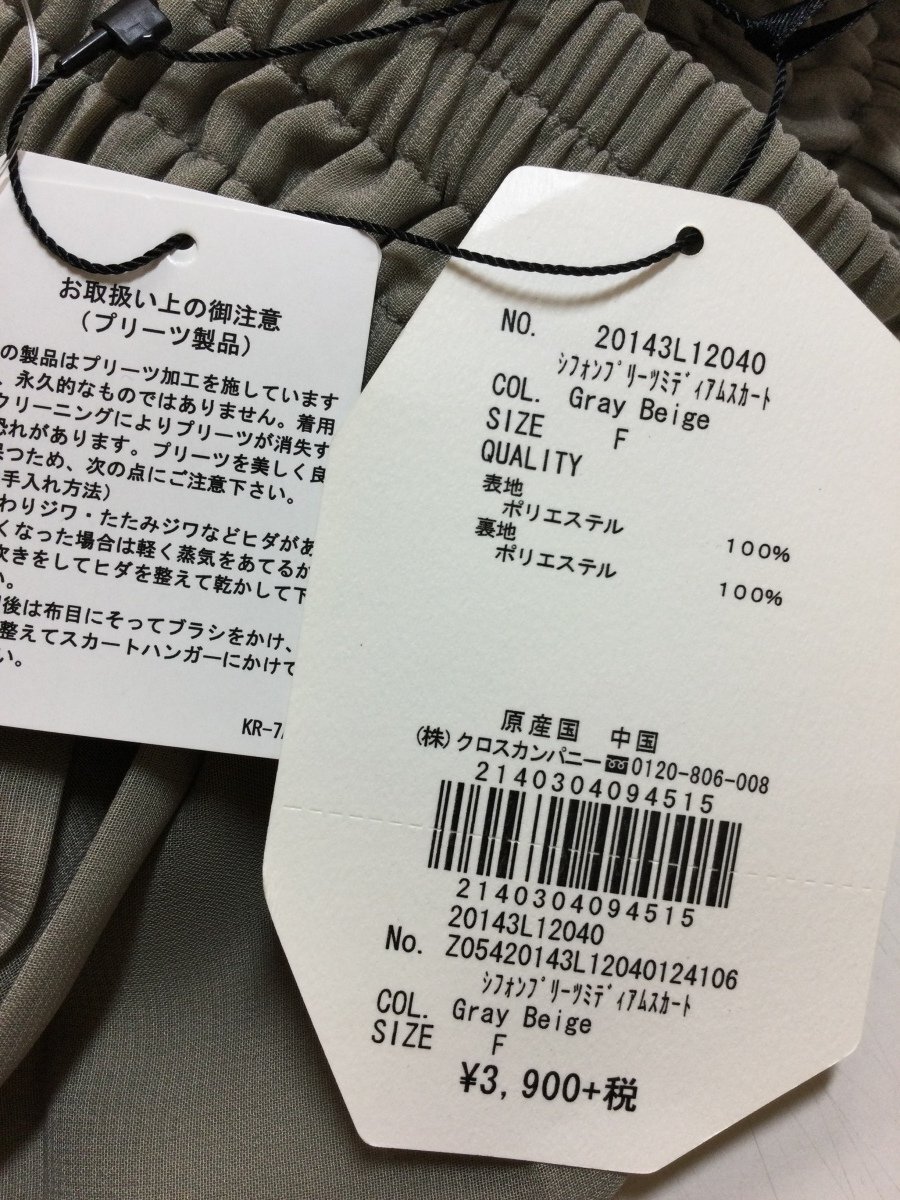 お取扱い上の御注意
(プリーツ製品)
の製品はプリーツ加工を施しています
、永久的なものではありません。着用
クリーニングによりプリーツが消失す
恐れがあります。プリーツを美しく良
保つため、次の点にご注意下さい。
手入れ方法)
わりジワ・たたみジワなどヒダがあ
くなった場合は軽く蒸気をあてるか
吹きをしてヒダを整えて乾かして下
い。
後は布目にそってブラシをかけ、
整えてスカートハンガーにかけて
い。
KR-7
NO. 20143L12040
ｼﾌｫﾝﾌﾟﾘｰﾂミﾃﾞｨｱﾑｽｶｰﾄ
COL. Gray Beige
SIZE F
QUALITY
表地
ポリエステル 100%
裏地
ポリエステル 100%
原産国 中国
(株)クロスカンパニー☎0120-806-008
2140304094515
2140304094515
20143L12040
No. Z05420143L12040124106
ｼﾌｫﾝﾌﾟﾘｰﾂﾐﾃﾞｨｱﾑｽｶｰﾄ
COL. Gray Beige
SIZE F
¥3,900+税